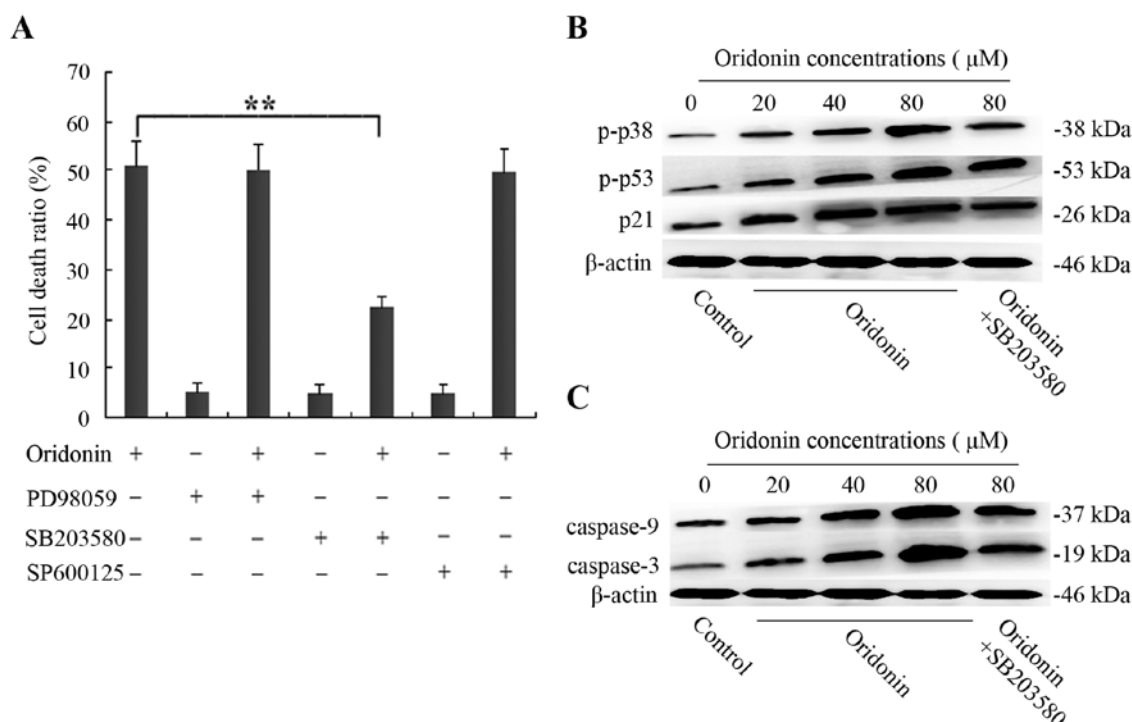 A
70
60
50
40
30
20
10
0
Cell death ratio (%)
**
Oridonin + – + – + – +
PD98059 – + + – – – –
SB203580 – – – + + – –
SP600125 – – – – – + +
B
Oridonin concentrations ( μM)
0 20 40 80 80
p-p38 -38 kDa
p-p53 -53 kDa
p21 -26 kDa
β-actin -46 kDa
Control
Oridonin
Oridonin
+SB203580
C
Oridonin concentrations ( μM)
0 20 40 80 80
caspase-9 -37 kDa
caspase-3 -19 kDa
β-actin -46 kDa
Control
Oridonin
Oridonin
+SB203580